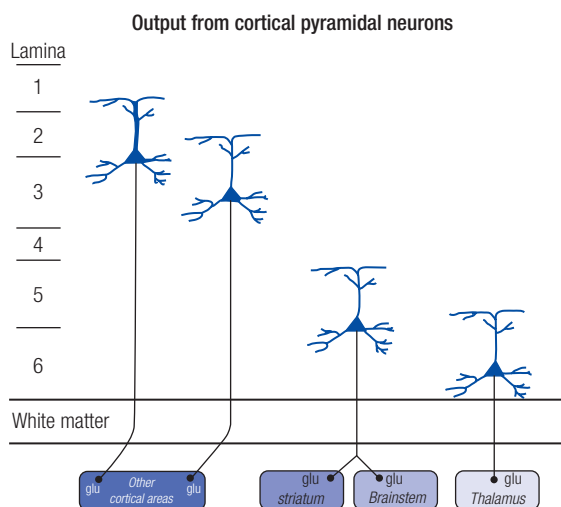 Output from cortical pyramidal neurons
Lamina
1
2
3
4
5
6
White matter
glu
Other
cortical areas
glu
glu
striatum
glu
Brainstem
glu
Thalamus